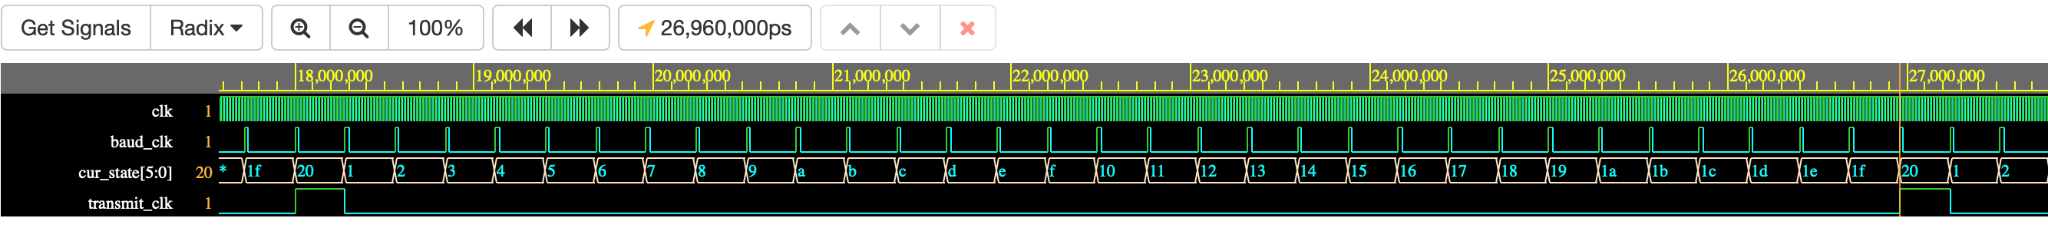 Get Signals Radix 100% 26,960,000ps
18,000,000 19,000,000 20,000,000 21,000,000 22,000,000 23,000,000 24,000,000 25,000,000 26,000,000 27,000,000
clk 1
baud_clk 1
cur_state[5:0] 20 * 1f 20 1 2 3 4 5 6 7 8 9 a b c d e f 10 11 12 13 14 15 16 17 18 19 1a 1b 1c 1d 1e 1f 20 1 2
transmit_clk 1